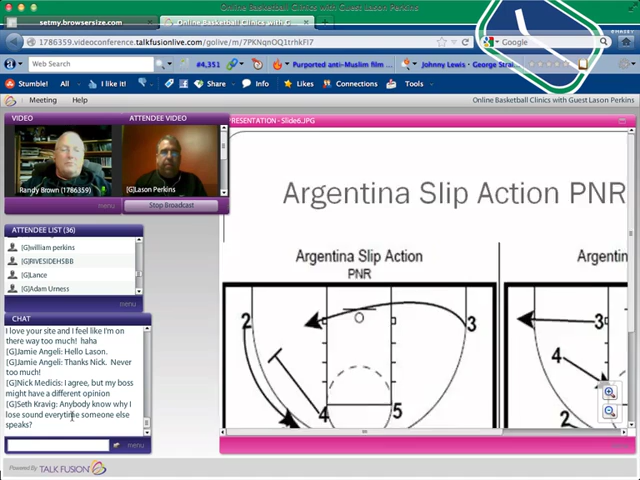 Online Basketball Clinics with Guest Lason Perkins
setmy.browsersize.com
Online Basketball Clinics with G
1786359.videoconference.talkfusionlive.com/golive/m/7PKNqnOQ1trhkFI7
Google
Web Search
#4,351
Purported anti-Muslim film ...
Johnny Lewis
George Strai
Stumble!
I like it!
Share
Info
Likes
Connections
Tools
Meeting
Help
Online Basketball Clinics with Guest Lason Perkins
VIDEO
ATTENDEE VIDEO
PRESENTATION - Slide6.JPG
Randy Brown (1786359)
[G]Lason Perkins
menu
Stop Broadcast
ATTENDEE LIST (36)
[G]william perkins
[G]RIVESIDEHSBB
[G]Lance
[G]Adam Urness
menu
CHAT
I love your site and I feel like I'm on
there way too much! haha
[G]Jamie Angeli: Hello Lason.
[G]Jamie Angeli: Thanks Nick. Never
too much!
[G]Nick Medicis: I agree, but my boss
might have a different opinion
[G]Seth Kravig: Anybody know why I
lose sound everytime someone else
speaks?
menu
Argentina Slip Action PNR
Argentina Slip Action
PNR
Argentin
2
3
4
5
3
4
2
Powered By TALK FUSION